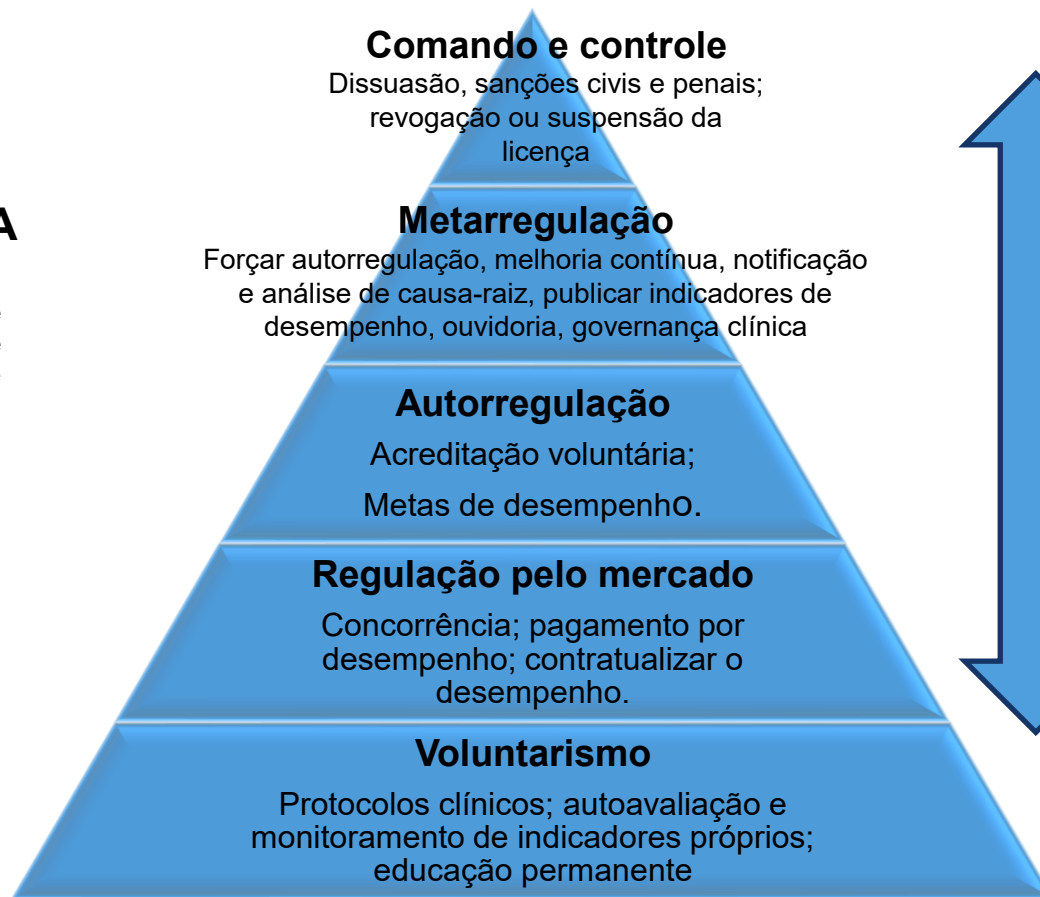 Comando e controle
Dissuasão, sanções civis e penais;
revogação ou suspensão da
licença
A
Metarregulação
Forçar autorregulação, melhoria contínua, notificação
e análise de causa-raiz, publicar indicadores de
desempenho, ouvidoria, governança clínica
Autorregulação
Acreditação voluntária;
Metas de desempenho.
Regulação pelo mercado
Concorrência; pagamento por
desempenho; contratualizar o
desempenho.
Voluntarismo
Protocolos clínicos; autoavaliação e
monitoramento de indicadores próprios;
educação permanente